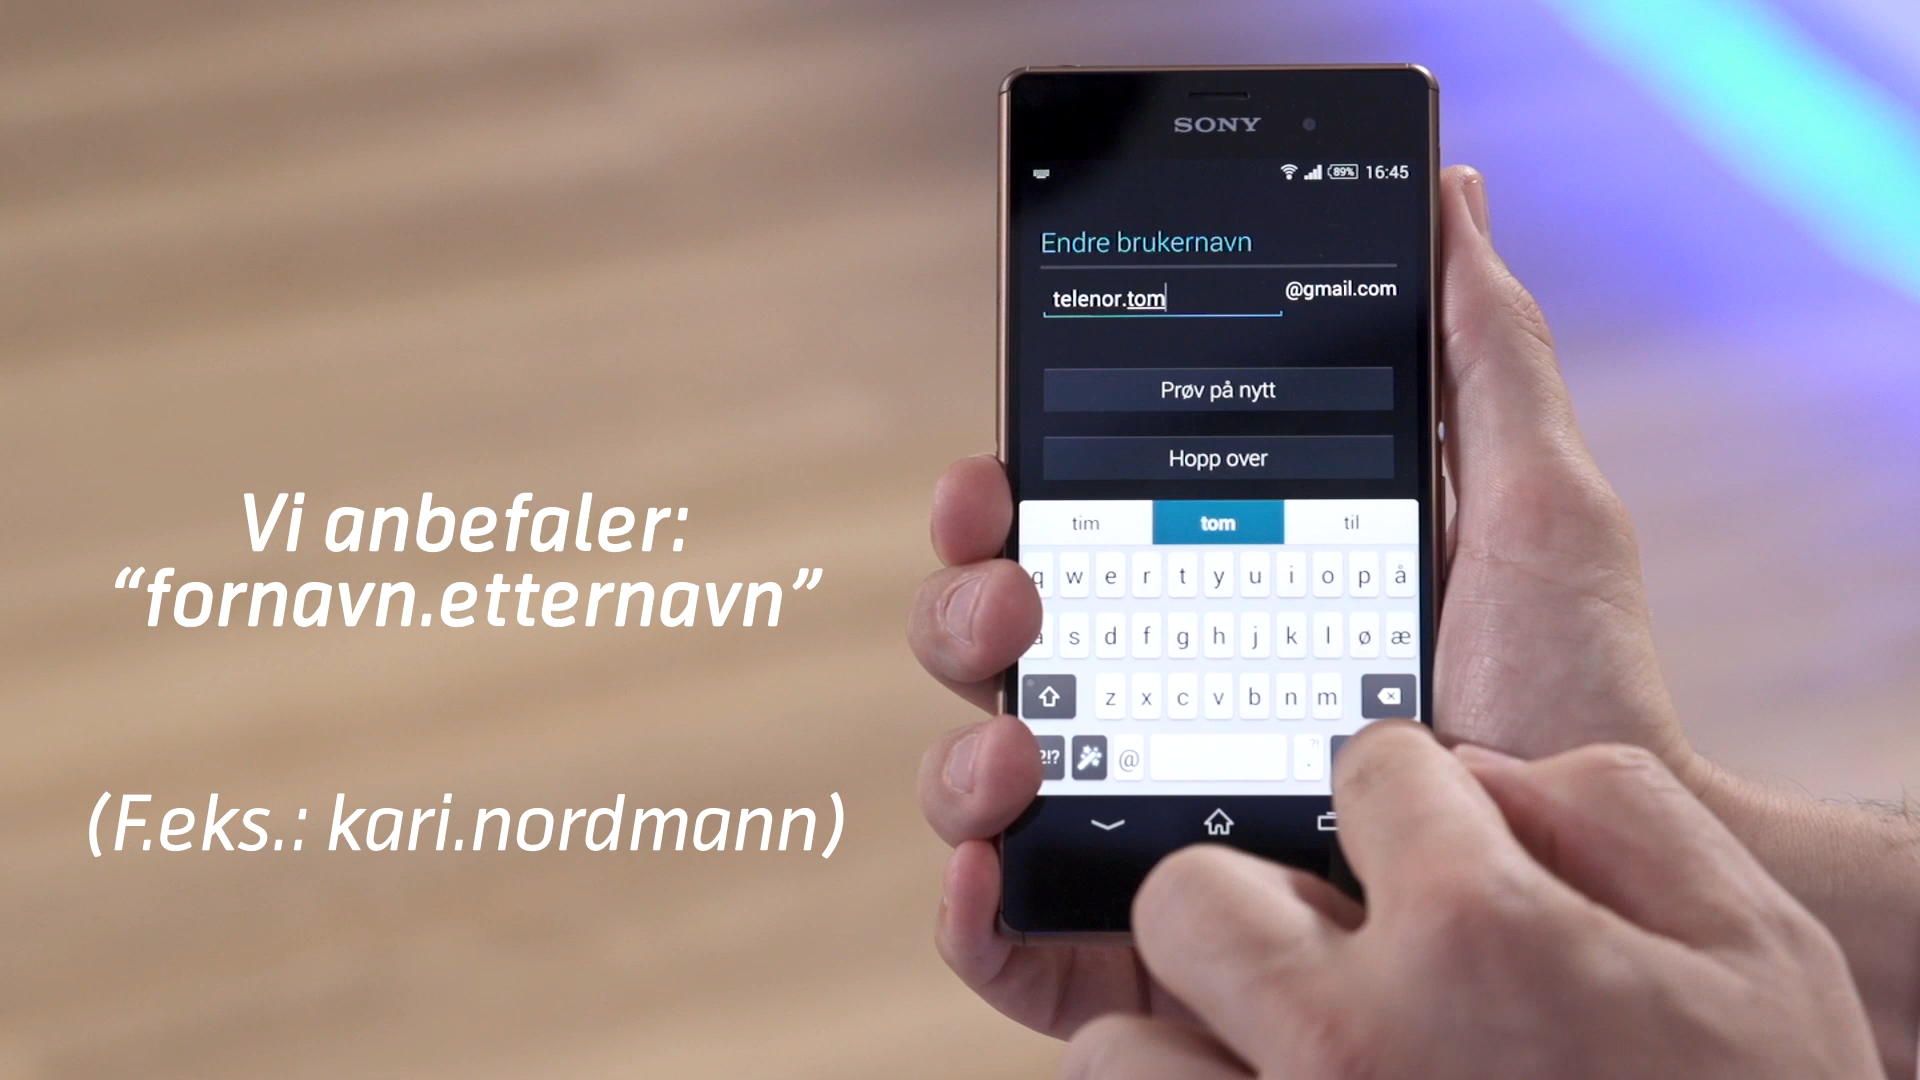 Vi anbefaler:
“fornavn.etternavn”
(F.eks.: kari.nordmann)
SONY
89% 16:45
Endre brukernavn
telenor.tom @gmail.com
Prøv på nytt
Hopp over
tim tom til
q w e r t y u i o p å
a s d f g h j k l ø æ
z x c v b n m
?!
@ .